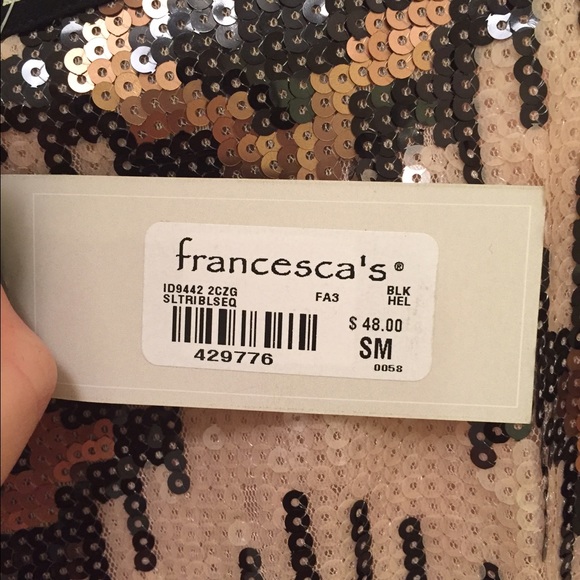 francesca's®
ID9442 2CZG BLK
SLTRIBLSEQ FA3 HEL
$ 48.00
429776 SM
0058